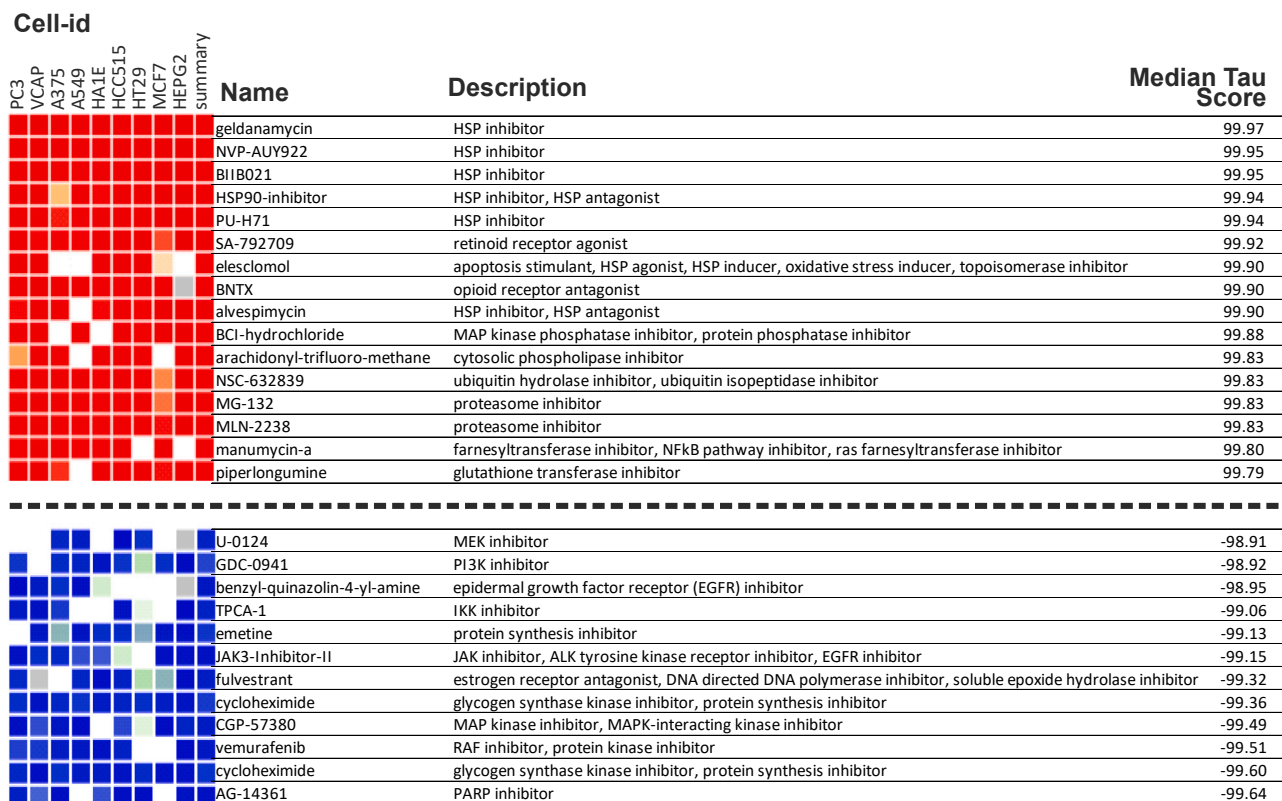 Cell-id
PC3 VCAP A375 A549 HA1E HCC515 HT29 MCF7 HEPG2 summary
Name Description Median Tau Score
geldanamycin HSP inhibitor 99.97
NVP-AUY922 HSP inhibitor 99.95
BIIB021 HSP inhibitor 99.95
HSP90-inhibitor HSP inhibitor, HSP antagonist 99.94
PU-H71 HSP inhibitor 99.94
SA-792709 retinoid receptor agonist 99.92
elesclomol apoptosis stimulant, HSP agonist, HSP inducer, oxidative stress inducer, topoisomerase inhibitor 99.90
BNTX opioid receptor antagonist 99.90
alvespimycin HSP inhibitor, HSP antagonist 99.90
BCI-hydrochloride MAP kinase phosphatase inhibitor, protein phosphatase inhibitor 99.88
arachidonyl-trifluoro-methane cytosolic phospholipase inhibitor 99.83
NSC-632839 ubiquitin hydrolase inhibitor, ubiquitin isopeptidase inhibitor 99.83
MG-132 proteasome inhibitor 99.83
MLN-2238 proteasome inhibitor 99.83
manumycin-a farnesyltransferase inhibitor, NFkB pathway inhibitor, ras farnesyltransferase inhibitor 99.80
piperlongumine glutathione transferase inhibitor 99.79
U-0124 MEK inhibitor -98.91
GDC-0941 PI3K inhibitor -98.92
benzyl-quinazolin-4-yl-amine epidermal growth factor receptor (EGFR) inhibitor -98.95
TPCA-1 IKK inhibitor -99.06
emetine protein synthesis inhibitor -99.13
JAK3-Inhibitor-II JAK inhibitor, ALK tyrosine kinase receptor inhibitor, EGFR inhibitor -99.15
fulvestrant estrogen receptor antagonist, DNA directed DNA polymerase inhibitor, soluble epoxide hydrolase inhibitor -99.32
cycloheximide glycogen synthase kinase inhibitor, protein synthesis inhibitor -99.36
CGP-57380 MAP kinase inhibitor, MAPK-interacting kinase inhibitor -99.49
vemurafenib RAF inhibitor, protein kinase inhibitor -99.51
cycloheximide glycogen synthase kinase inhibitor, protein synthesis inhibitor -99.60
AG-14361 PARP inhibitor -99.64